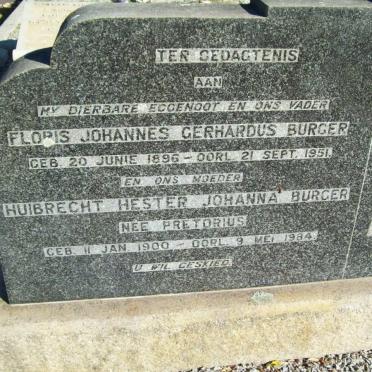 TER GEDAGTENIS
AAN
MY DIERBARE EGGENOOT EN ONS VADER
FLORIS JOHANNES GERHARDUS BURGER
GEB. 20 JUNIE 1896 - OORL. 21 SEPT. 1951.
EN ONS MOEDER
HUIBRECHT HESTER JOHANNA BURGER
NEE PRETORIUS
GEB. 11 JAN. 1900 - OORL. 9 MEI 1984.
U WIL GESKIED.